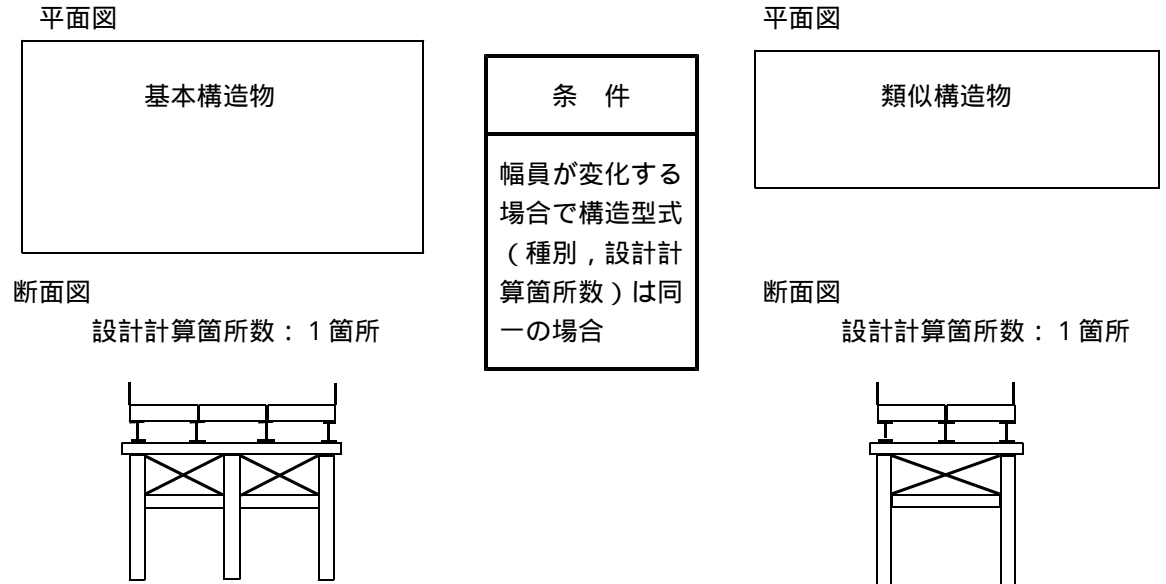 平面図
基本構造物
断面図
設計計算箇所数：1箇所
条　件
幅員が変化する
場合で構造型式
（種別，設計計
算箇所数）は同
一の場合
平面図
類似構造物
断面図
設計計算箇所数：1箇所